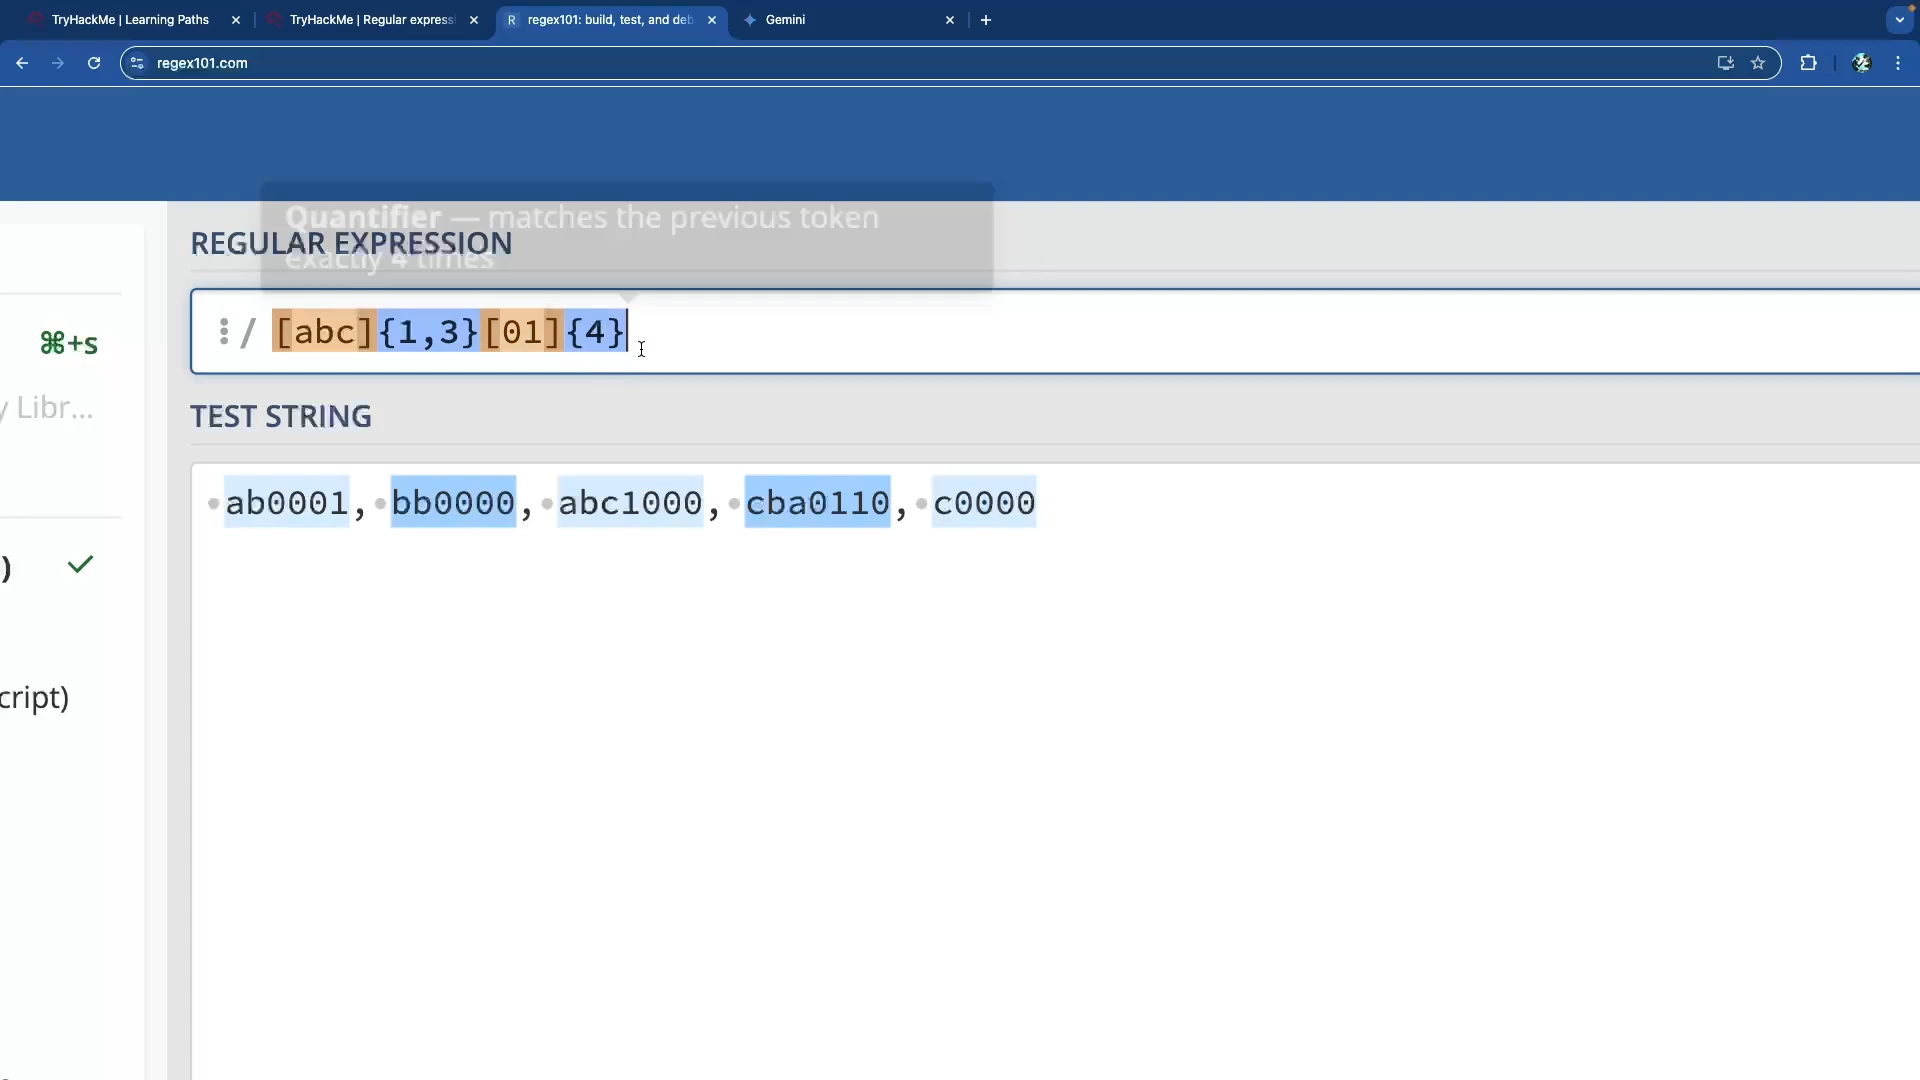 TryHackMe | Learning Paths
TryHackMe | Regular expressi
R regex101: build, test, and deb
Gemini
regex101.com
Quantifier — matches the previous token
exactly 4 times
REGULAR EXPRESSION
/ [abc]{1,3}[01]{4}
⌘+s
y Libr...
TEST STRING
ab0001, bb0000, abc1000, cba0110, c0000
)
cript)